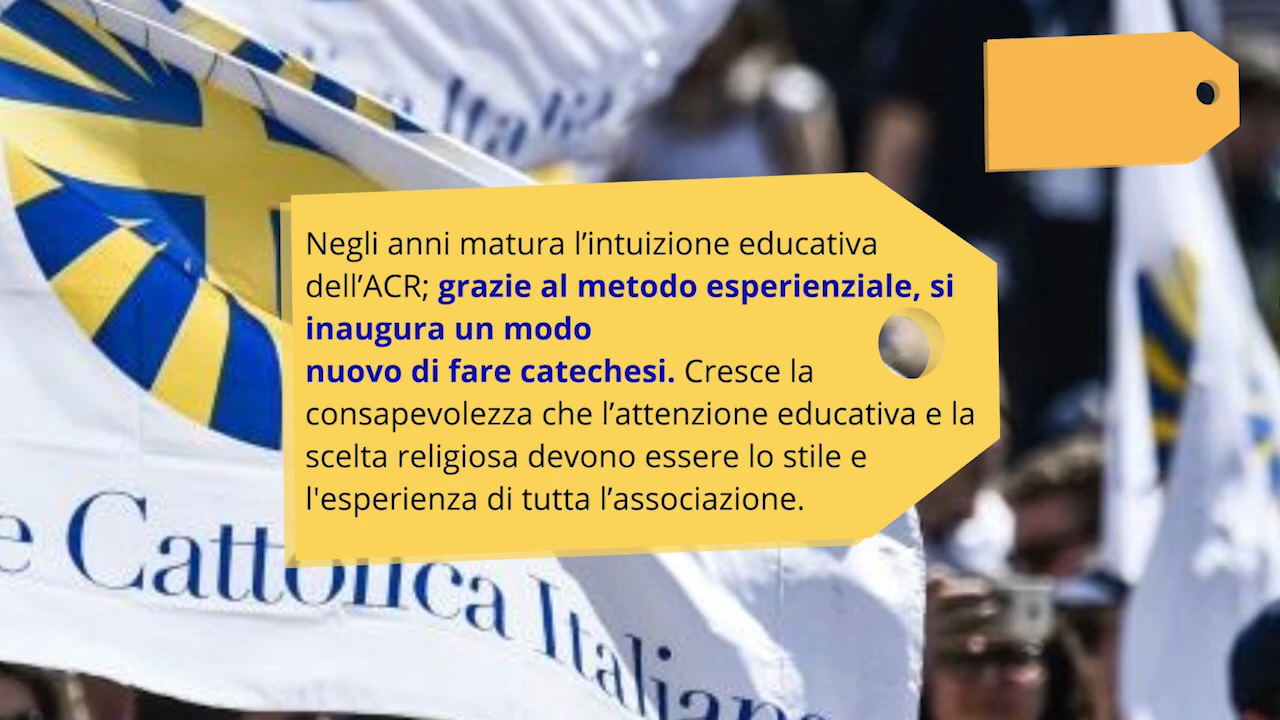 Italia
Negli anni matura l’intuizione educativa
dell’ACR; grazie al metodo esperienziale, si
inaugura un modo
nuovo di fare catechesi. Cresce la
consapevolezza che l’attenzione educativa e la
scelta religiosa devono essere lo stile e
l'esperienza di tutta l’associazione.
e Cattolica Italiana